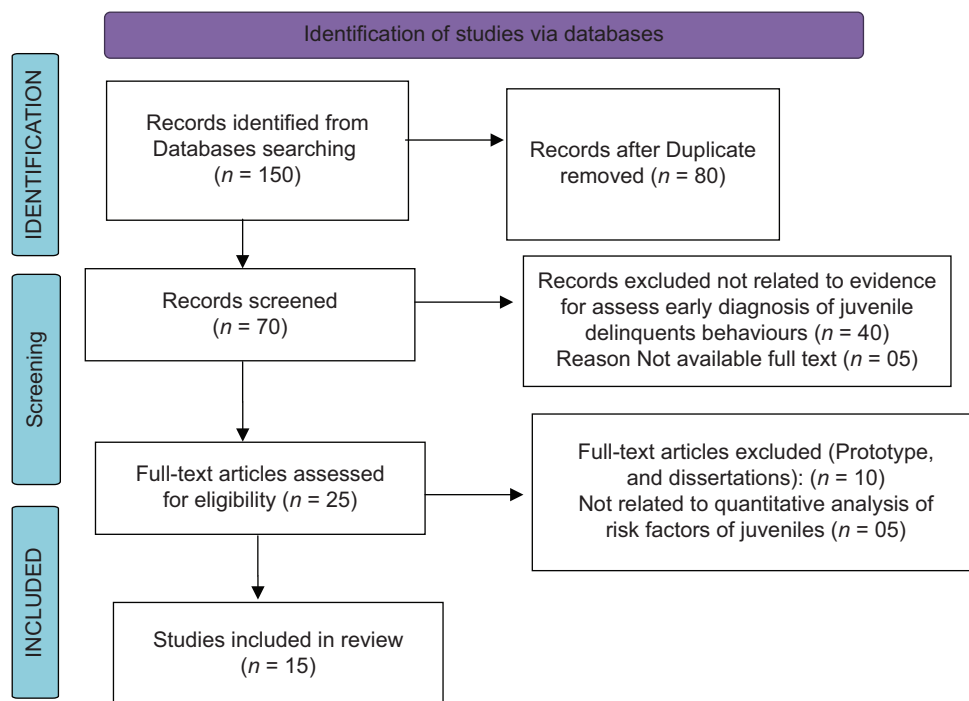 Identification of studies via databases
IDENTIFICATION
Records identified from
Databases searching
(n = 150)
Records after Duplicate
removed (n = 80)
Screening
Records screened
(n = 70)
Records excluded not related to evidence
for assess early diagnosis of juvenile
delinquents behaviours (n = 40)
Reason Not available full text (n = 05)
Full-text articles assessed
for eligibility (n = 25)
Full-text articles excluded (Prototype,
and dissertations): (n = 10)
Not related to quantitative analysis of
risk factors of juveniles (n = 05)
INCLUDED
Studies included in review
(n = 15)